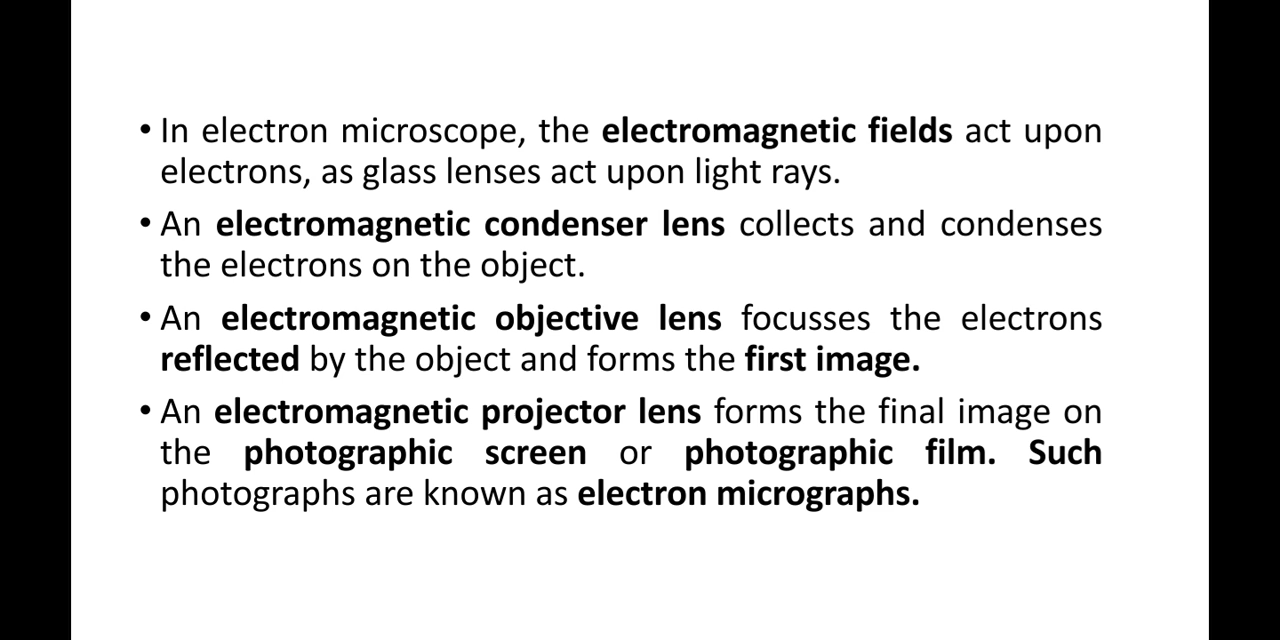 • In electron microscope, the electromagnetic fields act upon
electrons, as glass lenses act upon light rays.
• An electromagnetic condenser lens collects and condenses
the electrons on the object.
• An electromagnetic objective lens focusses the electrons
reflected by the object and forms the first image.
• An electromagnetic projector lens forms the final image on
the photographic screen or photographic film. Such
photographs are known as electron micrographs.